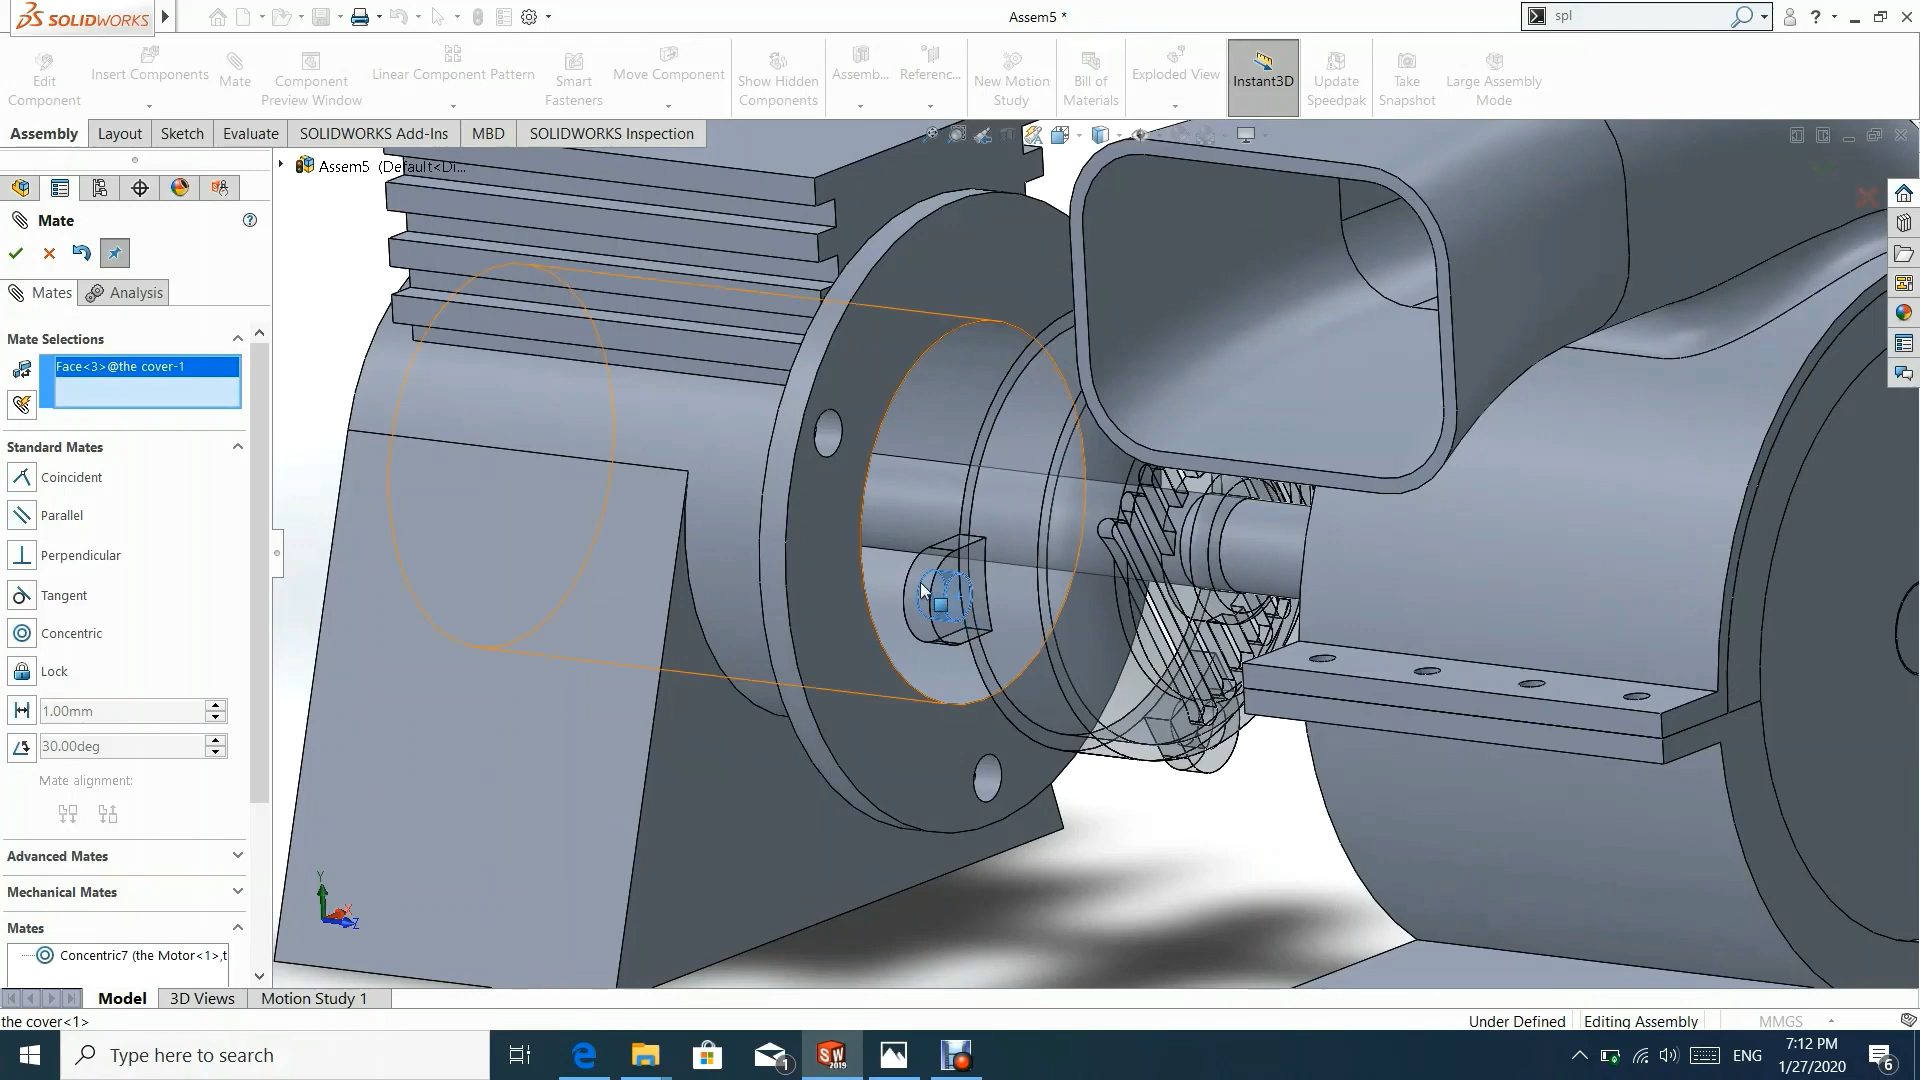 SOLIDWORKS
Assem5 *
spl
Edit Component
Insert Components
Mate
Component Preview Window
Linear Component Pattern
Smart Fasteners
Move Component
Show Hidden Components
Assemb...
Referenc...
New Motion Study
Bill of Materials
Exploded View
Instant3D
Update Speedpak
Take Snapshot
Large Assembly Mode
Assembly
Layout
Sketch
Evaluate
SOLIDWORKS Add-Ins
MBD
SOLIDWORKS Inspection
Assem5 (Default<Di...
Mate
Mates
Analysis
Mate Selections
Face<3>@the cover-1
Standard Mates
Coincident
Parallel
Perpendicular
Tangent
Concentric
Lock
1.00mm
30.00deg
Mate alignment:
Advanced Mates
Mechanical Mates
Mates
Concentric7 (the Motor<1>,t
Y
X
Z
Model
3D Views
Motion Study 1
the cover<1>
Under Defined
Editing Assembly
MMGS
Type here to search
1
SW
2019
ENG
7:12 PM
1/27/2020
6